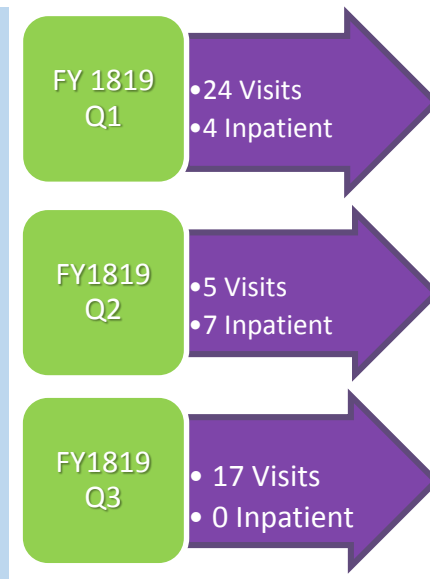 FY 1819
Q1
•24 Visits
•4 Inpatient
FY1819
Q2
•5 Visits
•7 Inpatient
FY1819
Q3
• 17 Visits
• 0 Inpatient